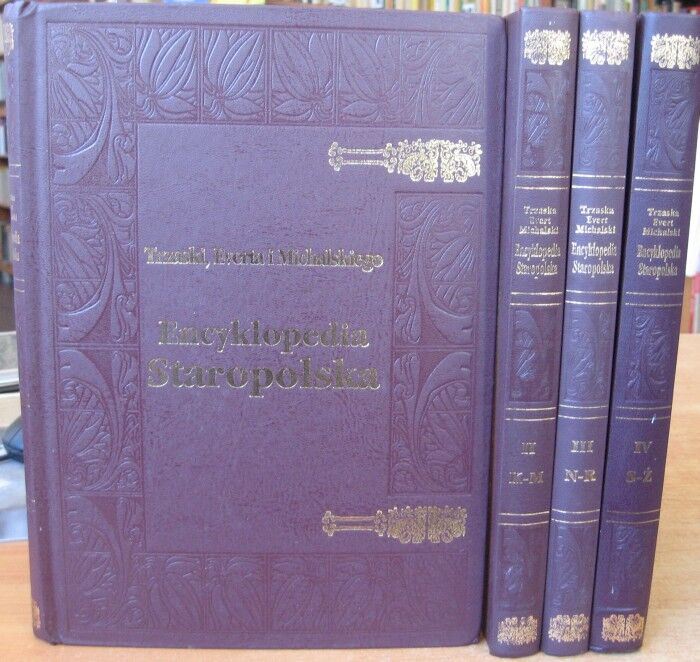 Trzaski, Everta i Michalskiego
Encyklopedia
Staropolska
Trzaska
Evert
Michalski
Encyklopedia
Staropolska
II
K-M
Trzaska
Evert
Michalski
Encyklopedia
Staropolska
III
N-R
Trzaska
Evert
Michalski
Encyklopedia
Staropolska
IV
S-Ż